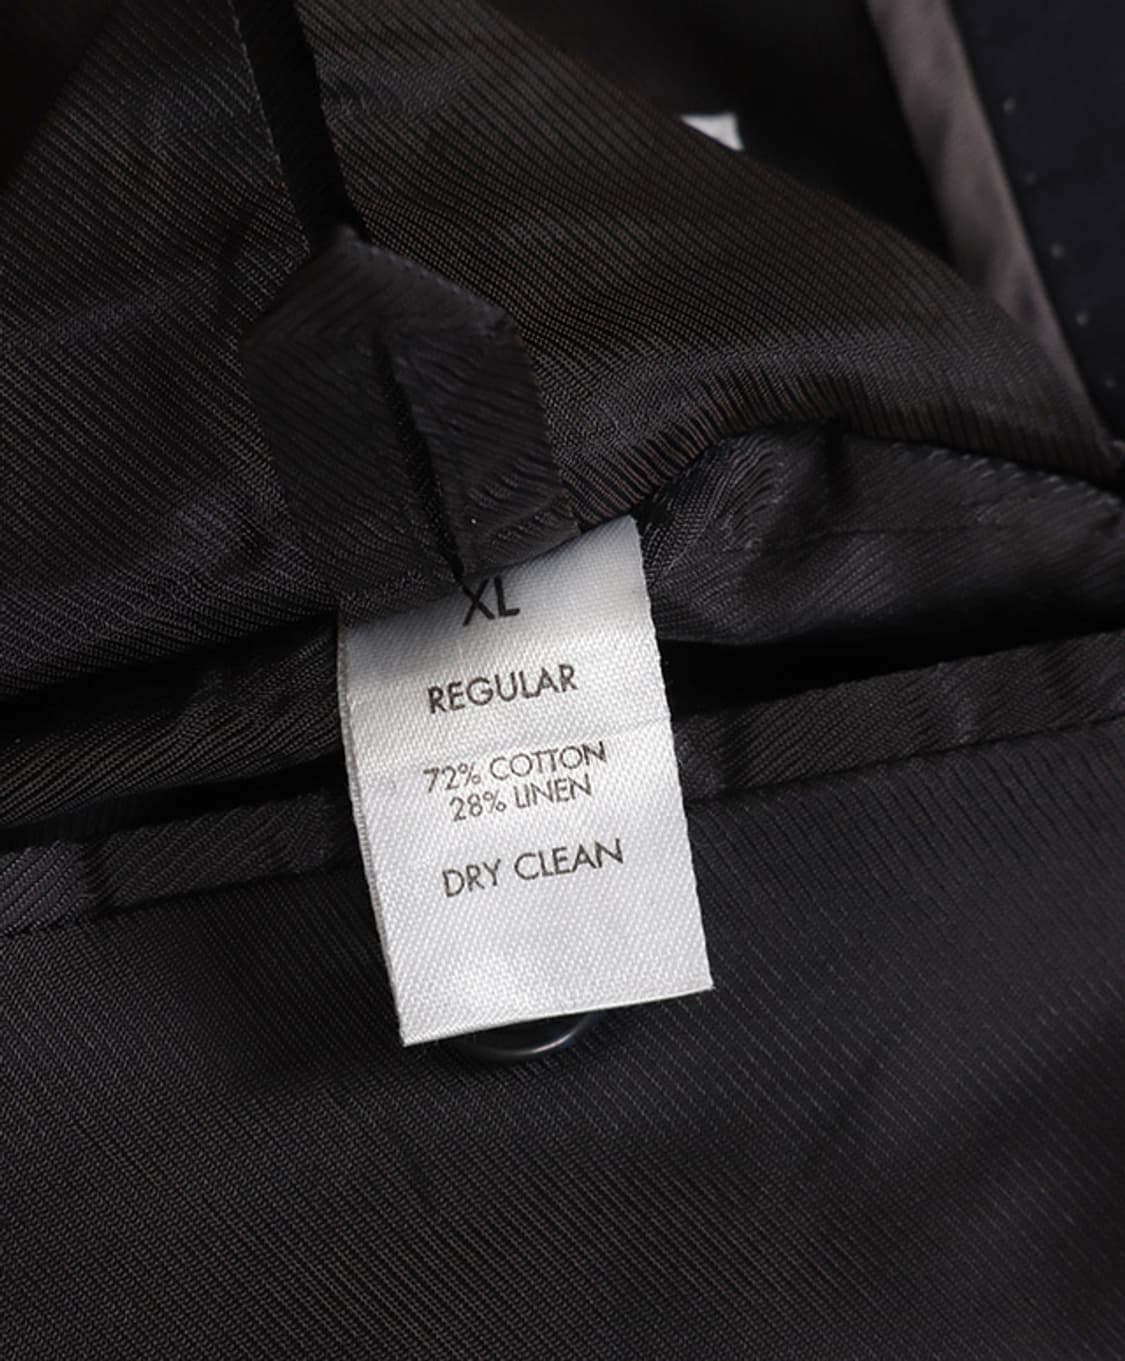 XL
REGULAR
72% COTTON
28% LINEN
DRY CLEAN